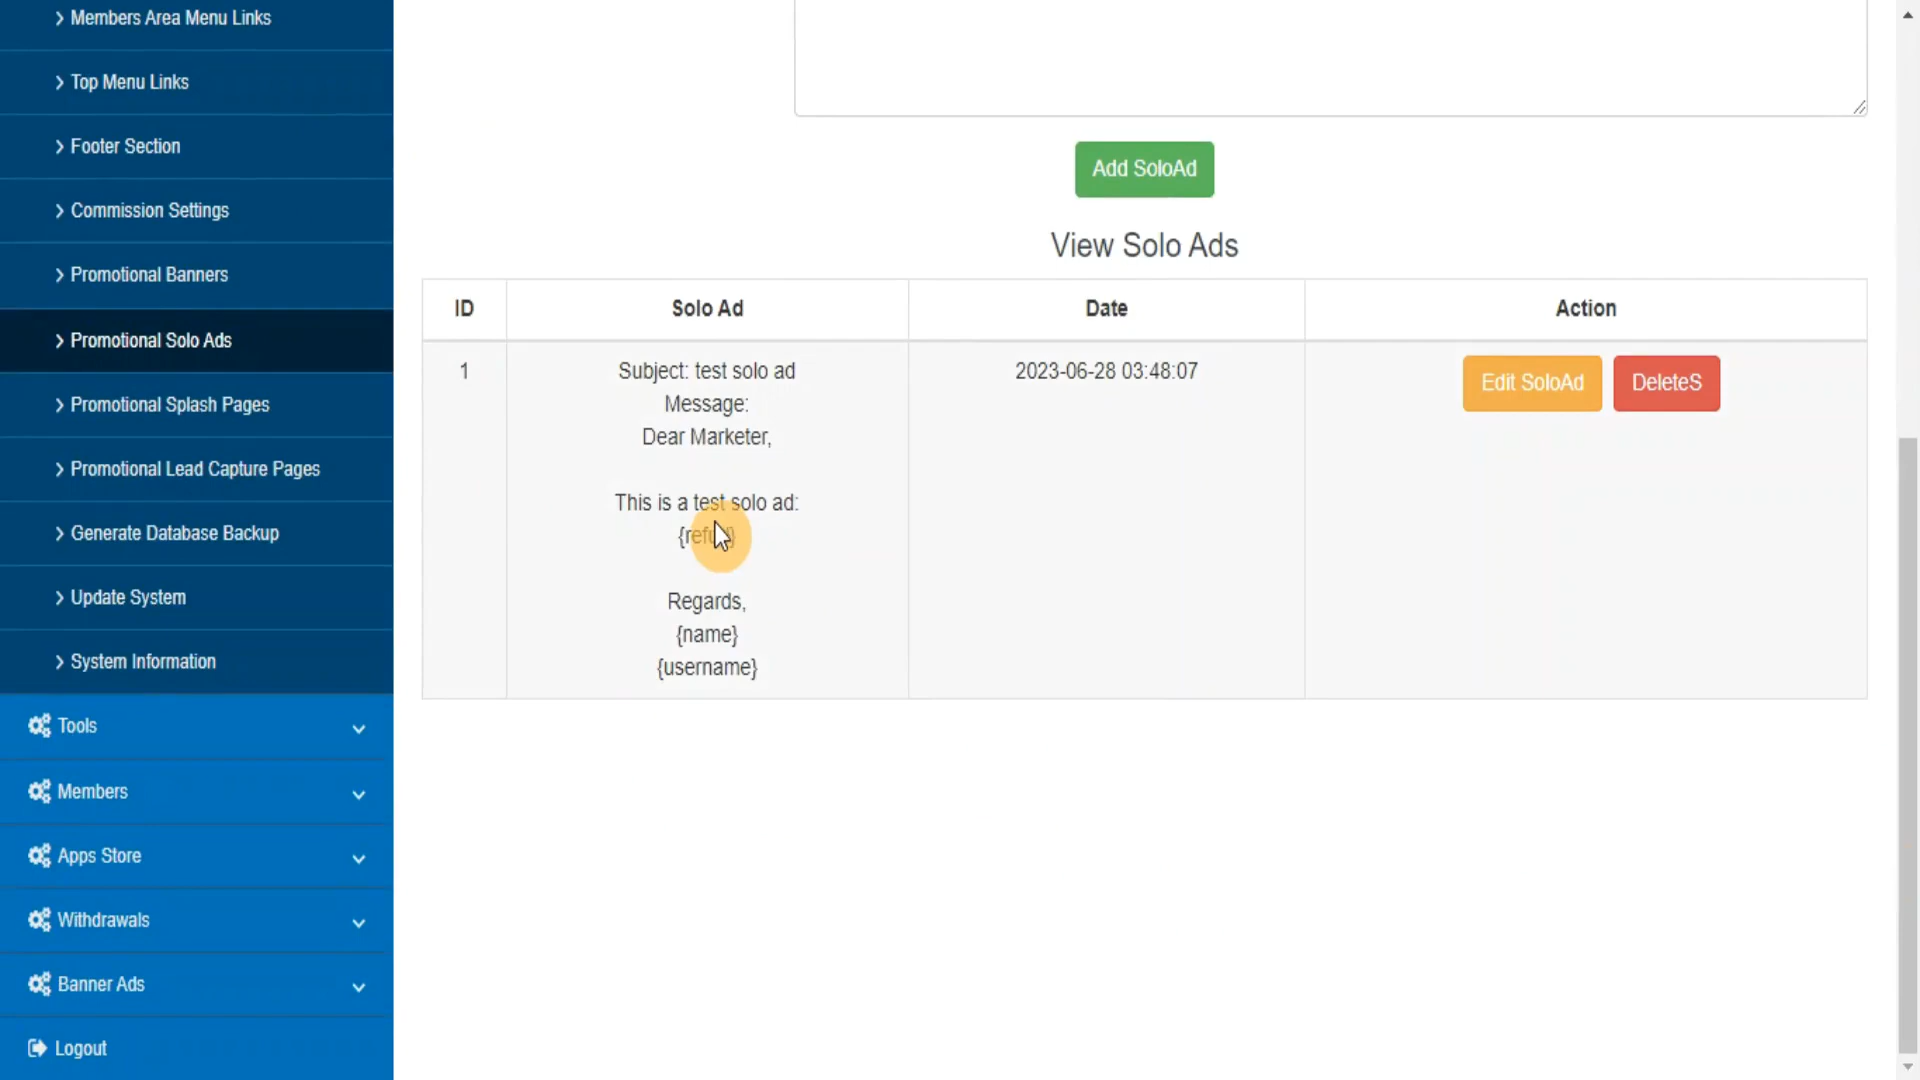 Members Area Menu Links
Top Menu Links
Footer Section
Commission Settings
Promotional Banners
Promotional Solo Ads
Promotional Splash Pages
Promotional Lead Capture Pages
Generate Database Backup
Update System
System Information
Tools
Members
Apps Store
Withdrawals
Banner Ads
Logout
Add SoloAd
View Solo Ads
ID Solo Ad Date Action
1 Subject: test solo ad 2023-06-28 03:48:07 Edit SoloAd DeleteS
Message:
Dear Marketer,
This is a test solo ad:
Regards,
{name}
{username}